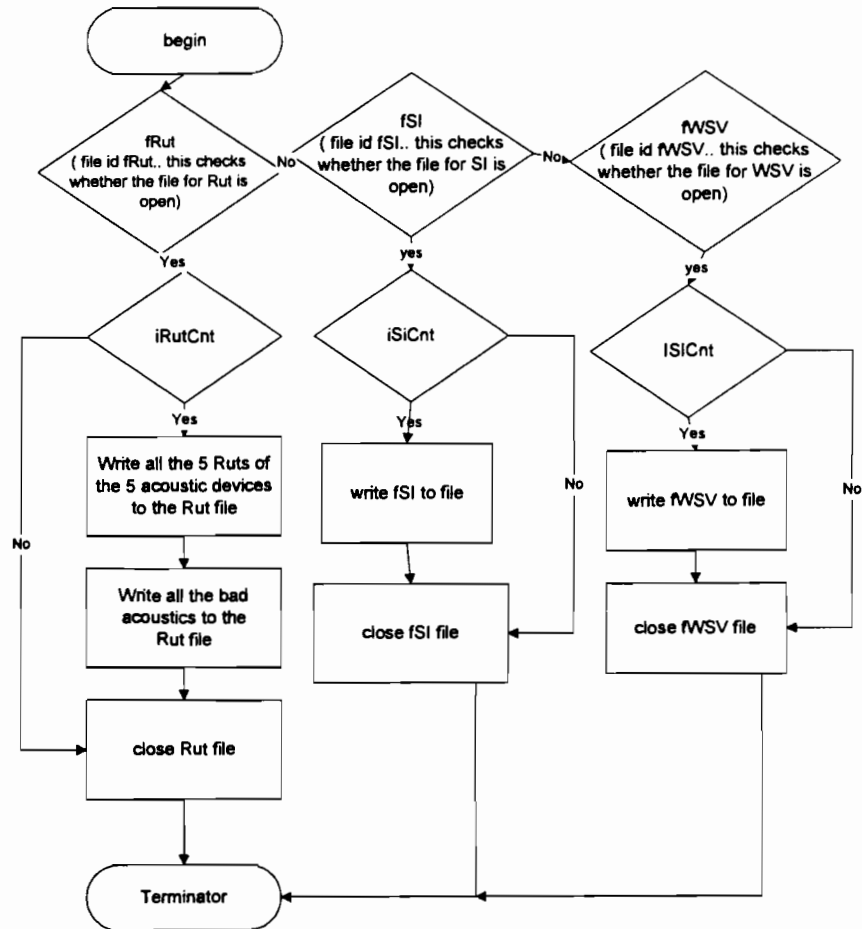 begin
fRut
( file id fRut.. this checks
whether the file for Rut is
open)
No
fSI
( file id fSI.. this checks
whether the file for SI is
open)
No
fWSV
( file id fWSV.. this checks
whether the file for WSV is
open)
Yes
yes
yes
iRutCnt
iSiCnt
ISICnt
Yes
Yes
Yes
Write all the 5 Ruts of
the 5 acoustic devices
to the Rut file
write fSI to file
write fWSV to file
No
No
No
Write all the bad
acoustics to the
Rut file
close fSI file
close fWSV file
close Rut file
Terminator